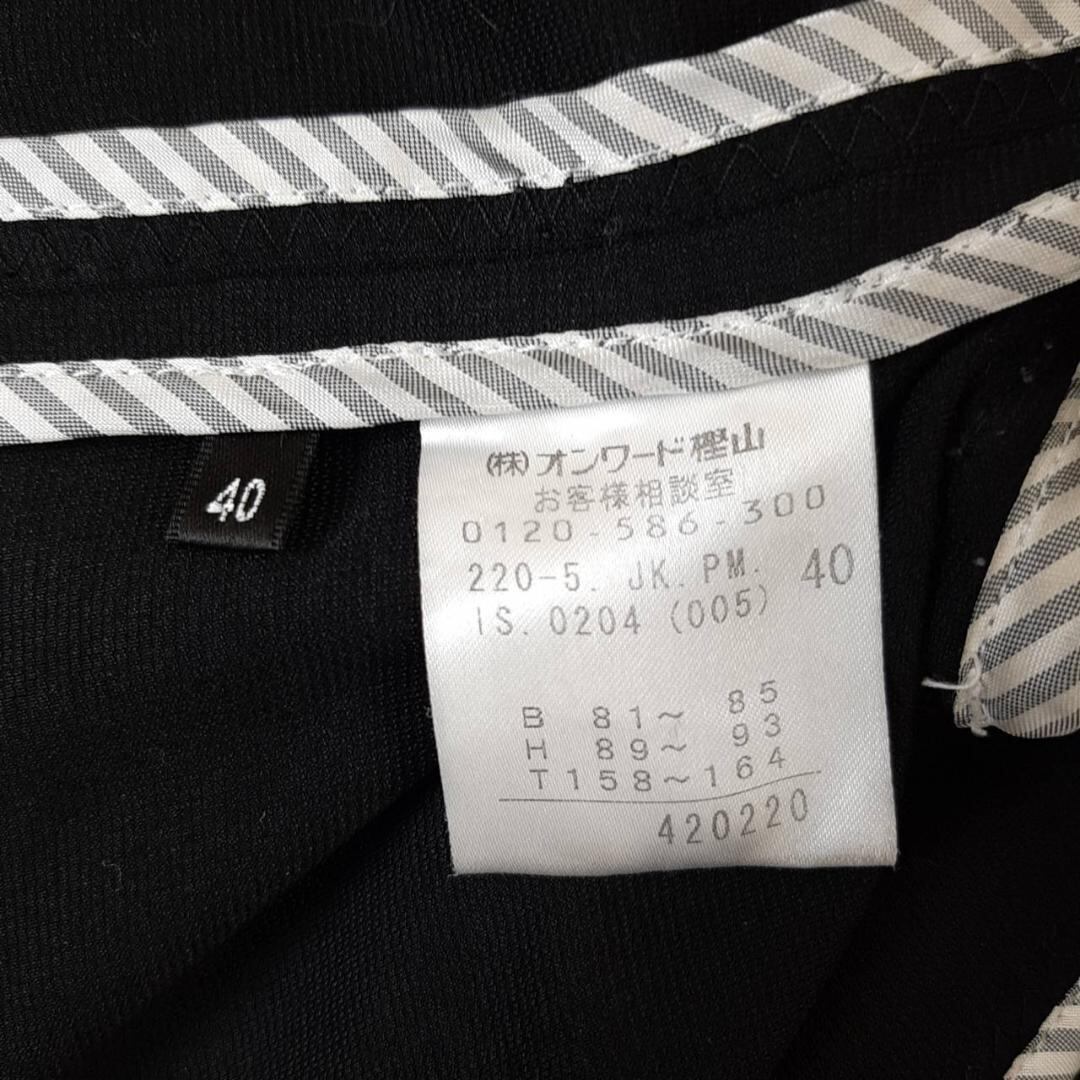 40
(株)オンワード樫山
お客様相談室
0120-586-300
220-5. JK. PM. 40
IS. 0204 (005)
B 81~ 85
H 89~ 93
T158~164
420220